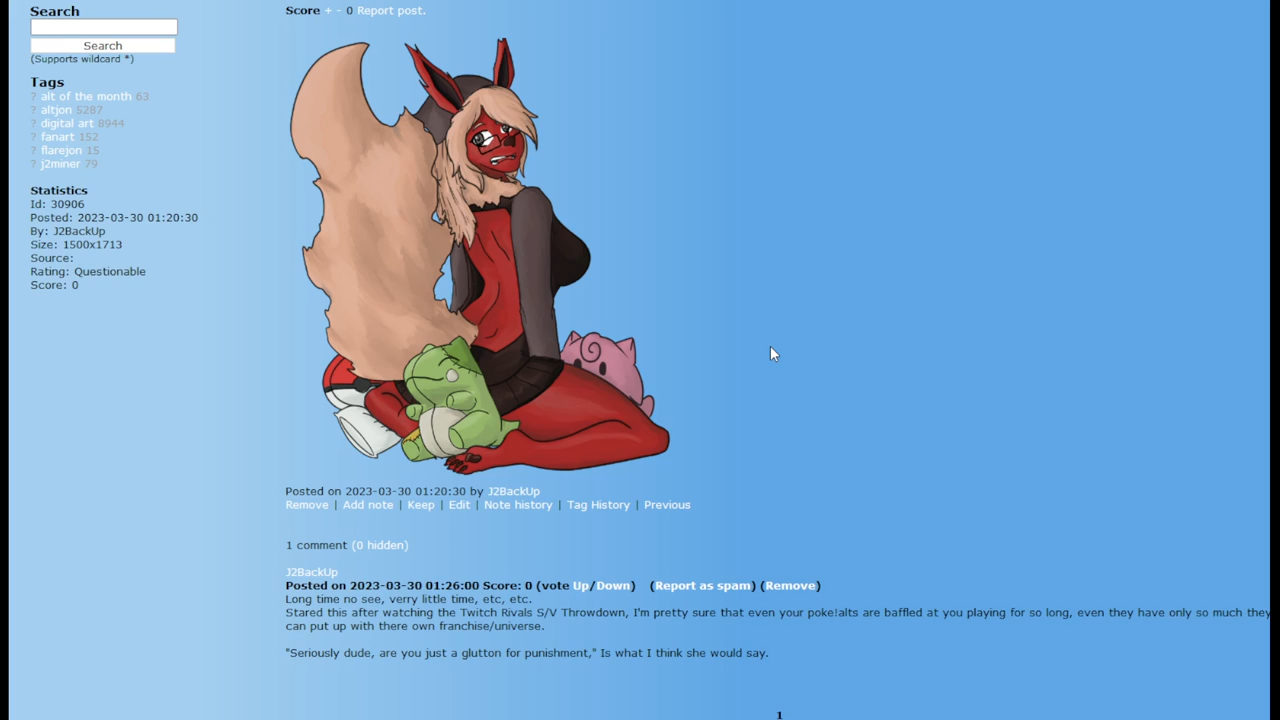 Search
Search
(Supports wildcard *)
Tags
? alt of the month 63
? altjon 5287
? digital art 8944
? fanart 152
? flarejon 15
? j2miner 79
Statistics
Id: 30906
Posted: 2023-03-30 01:20:30
By: J2BackUp
Size: 1500x1713
Source:
Rating: Questionable
Score: 0
Score + - 0 Report post.
Posted on 2023-03-30 01:20:30 by J2BackUp
Remove | Add note | Keep | Edit | Note history | Tag History | Previous
1 comment (0 hidden)
J2BackUp
Posted on 2023-03-30 01:26:00 Score: 0 (vote Up/Down) (Report as spam) (Remove)
Long time no see, verry little time, etc, etc.
Stared this after watching the Twitch Rivals S/V Throwdown, I'm pretty sure that even your poke!alts are baffled at you playing for so long, even they have only so much they
can put up with there own franchise/universe.
"Seriously dude, are you just a glutton for punishment," Is what I think she would say.
1